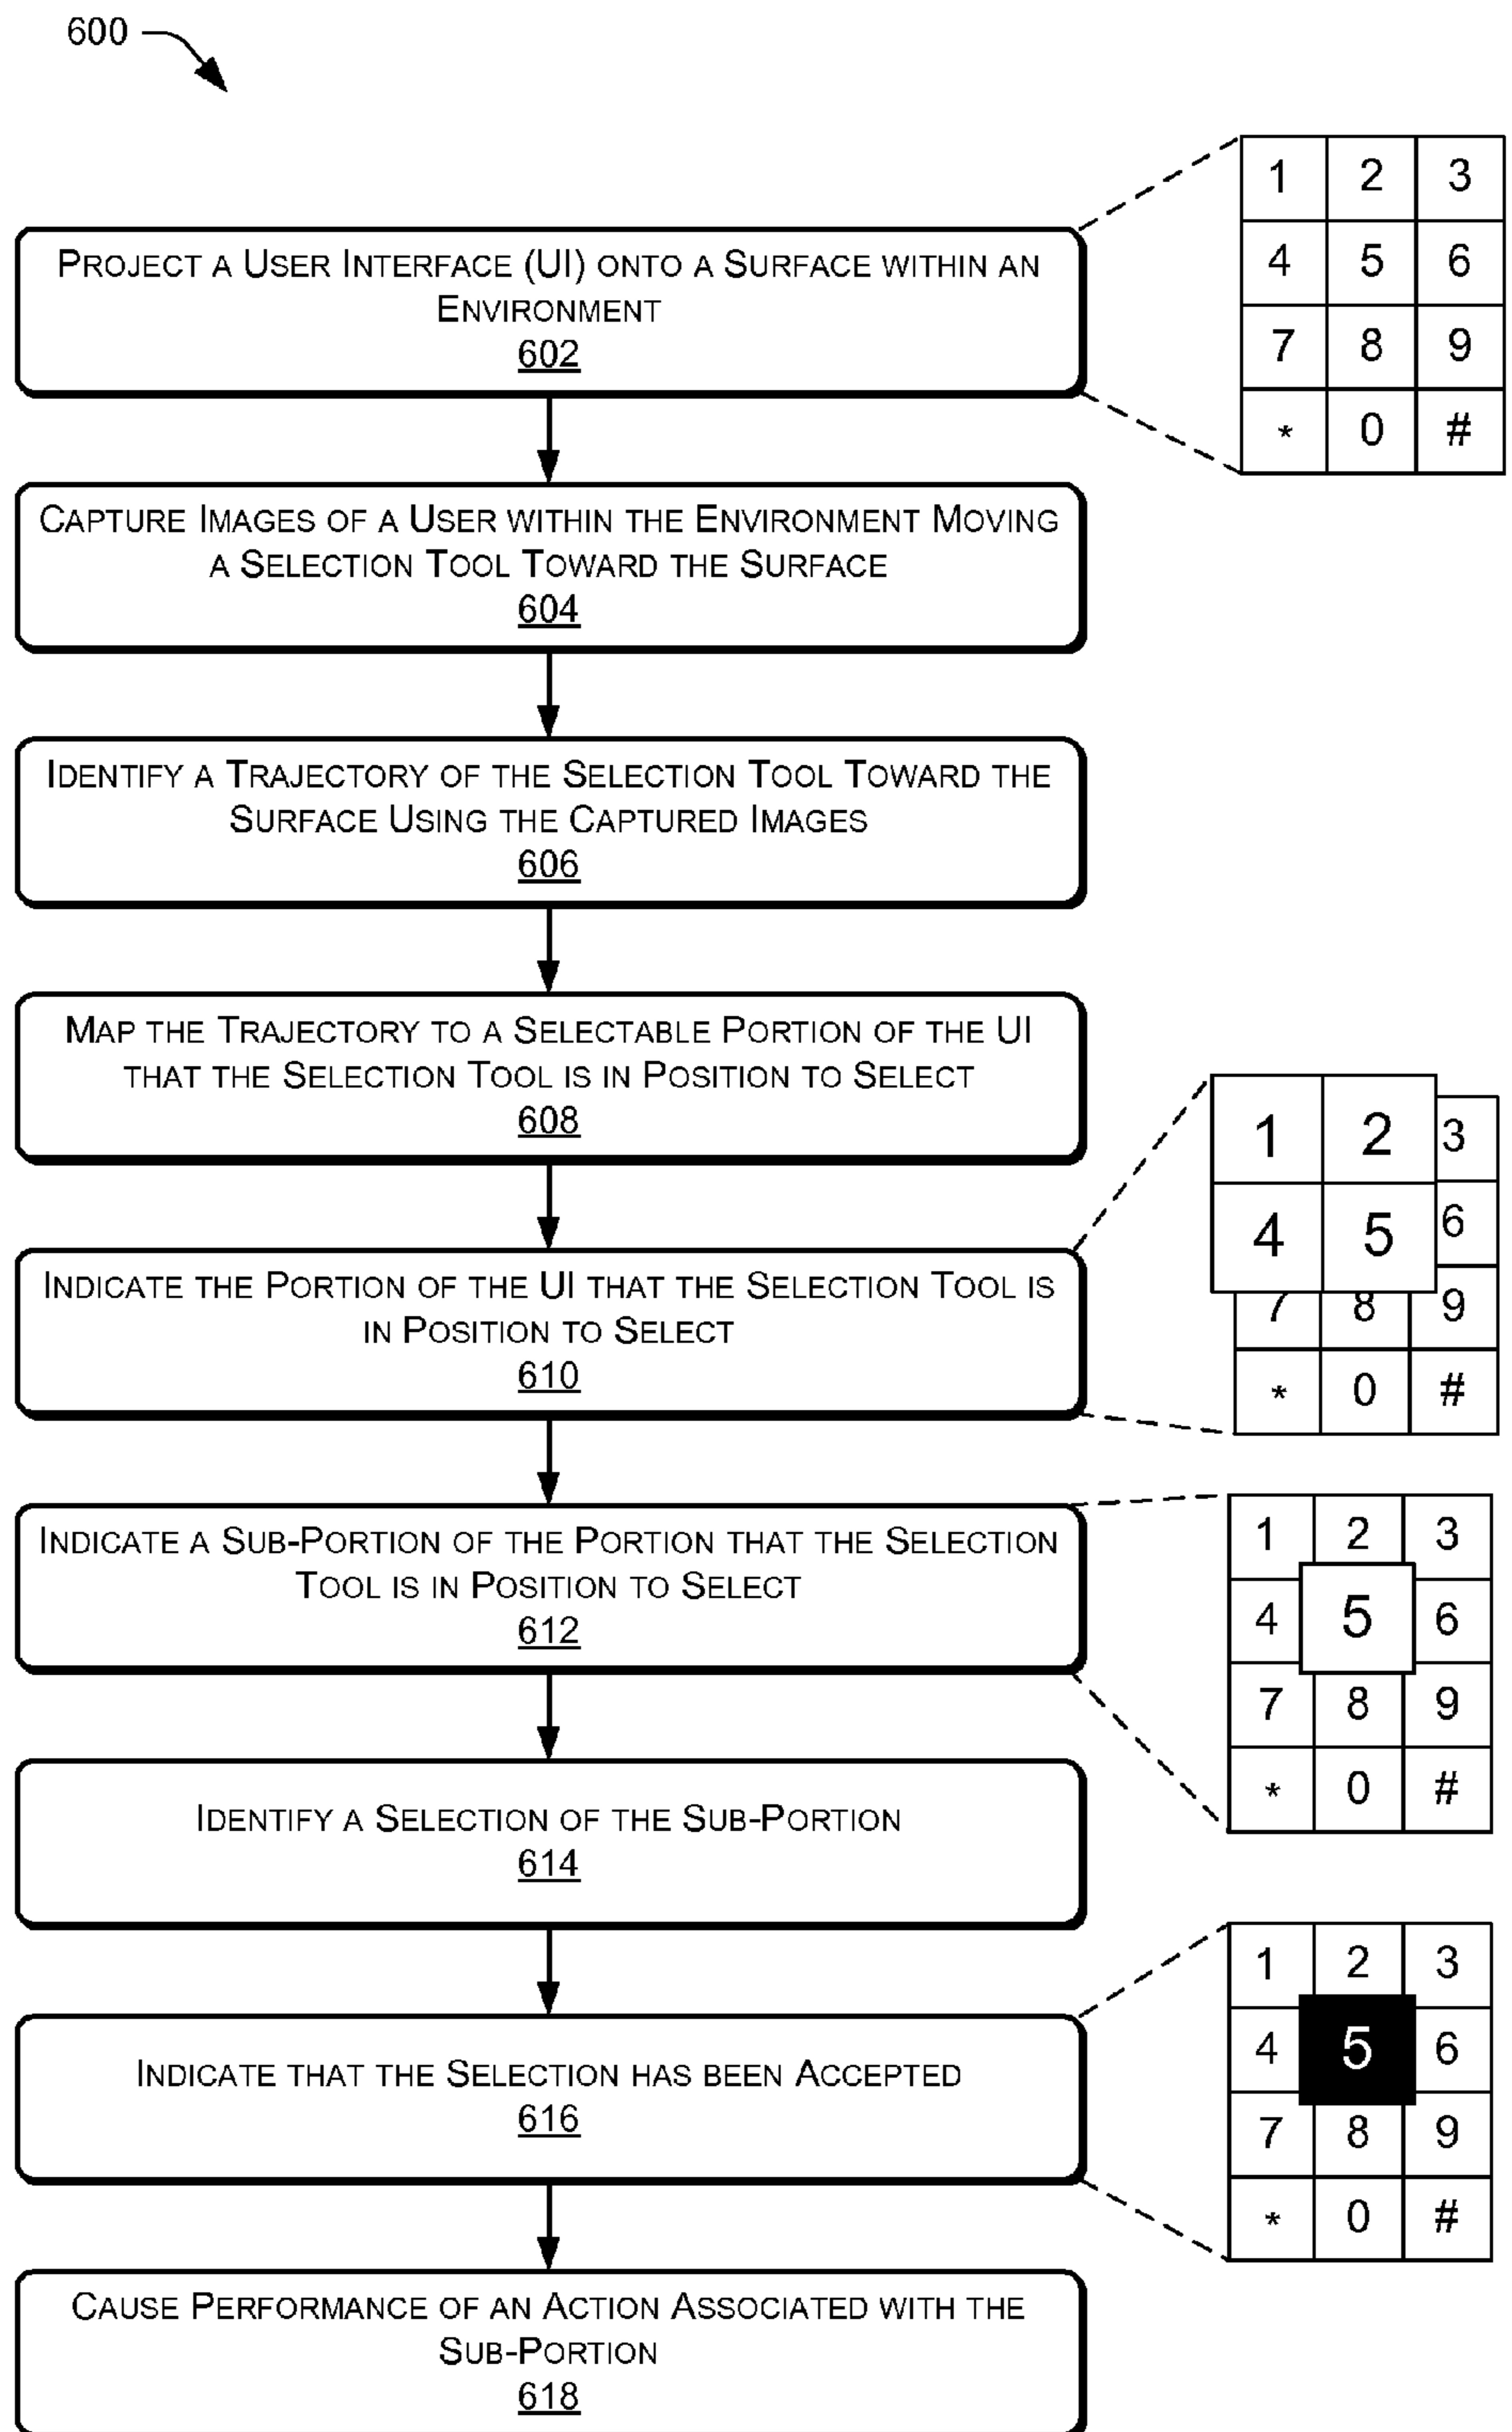 600
1 2 3
4 5 6
7 8 9
* 0 #
PROJECT A USER INTERFACE (UI) ONTO A SURFACE WITHIN AN
ENVIRONMENT
602
CAPTURE IMAGES OF A USER WITHIN THE ENVIRONMENT MOVING
A SELECTION TOOL TOWARD THE SURFACE
604
IDENTIFY A TRAJECTORY OF THE SELECTION TOOL TOWARD THE
SURFACE USING THE CAPTURED IMAGES
606
MAP THE TRAJECTORY TO A SELECTABLE PORTION OF THE UI
THAT THE SELECTION TOOL IS IN POSITION TO SELECT
608
INDICATE THE PORTION OF THE UI THAT THE SELECTION TOOL IS
IN POSITION TO SELECT
610
1 2 3
4 5 6
7 8 9
* 0 #
INDICATE A SUB-PORTION OF THE PORTION THAT THE SELECTION
TOOL IS IN POSITION TO SELECT
612
1 2 3
4 5 6
7 8 9
* 0 #
IDENTIFY A SELECTION OF THE SUB-PORTION
614
INDICATE THAT THE SELECTION HAS BEEN ACCEPTED
616
1 2 3
4 5 6
7 8 9
* 0 #
CAUSE PERFORMANCE OF AN ACTION ASSOCIATED WITH THE
SUB-PORTION
618